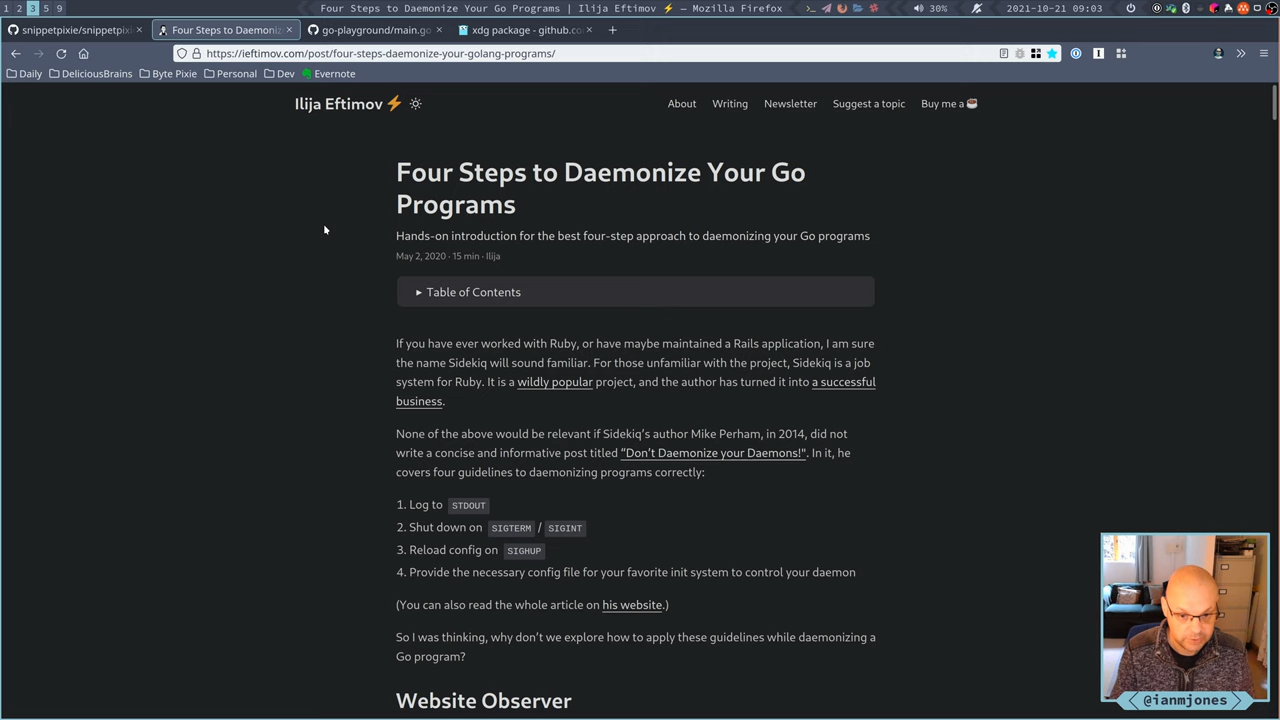 1 2 3 5 9
Four Steps to Daemonize Your Go Programs | Ilija Eftimov ⚡ — Mozilla Firefox
30%
2021-10-21 09:03
snippetpixie/snippetpixi
Four Steps to Daemonize
go-playground/main.go
xdg package - github.co
https://ieftimov.com/post/four-steps-daemonize-your-golang-programs/
Daily DeliciousBrains Byte Pixie Personal Dev Evernote
Ilija Eftimov ⚡
About Writing Newsletter Suggest a topic Buy me a ☕
Four Steps to Daemonize Your Go
Programs
Hands-on introduction for the best four-step approach to daemonizing your Go programs
May 2, 2020 · 15 min · Ilija
▸ Table of Contents
If you have ever worked with Ruby, or have maybe maintained a Rails application, I am sure
the name Sidekiq will sound familiar. For those unfamiliar with the project, Sidekiq is a job
system for Ruby. It is a wildly popular project, and the author has turned it into a successful
business.
None of the above would be relevant if Sidekiq's author Mike Perham, in 2014, did not
write a concise and informative post titled "Don't Daemonize your Daemons!". In it, he
covers four guidelines to daemonizing programs correctly:
1. Log to STDOUT
2. Shut down on SIGTERM / SIGINT
3. Reload config on SIGHUP
4. Provide the necessary config file for your favorite init system to control your daemon
(You can also read the whole article on his website.)
So I was thinking, why don't we explore how to apply these guidelines while daemonizing a
Go program?
Website Observer
@ianmjones